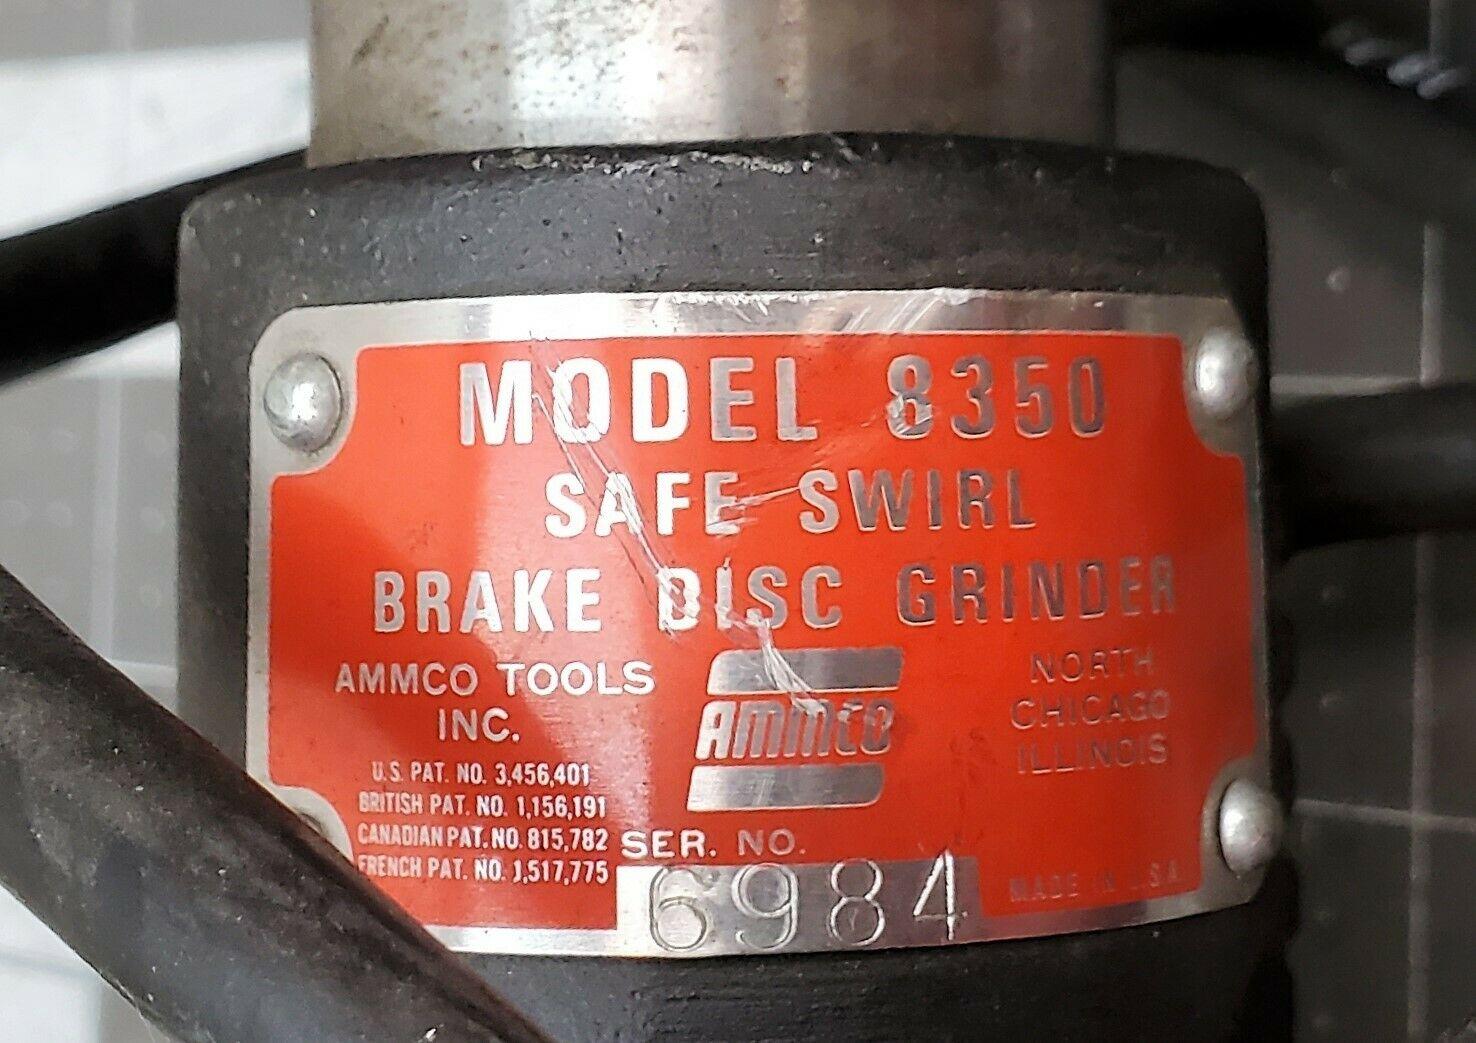 MODEL 8350
SAFE SWIRL
BRAKE DISC GRINDER
AMMCO TOOLS
INC.
AMMCO
NORTH
CHICAGO
ILLINOIS
U.S. PAT. NO. 3,456,401
BRITISH PAT. NO. 1,156,191
CANADIAN PAT. NO. 815,782
FRENCH PAT. NO. 1,517,775
SER. NO.
6984
MADE IN U.S.A.